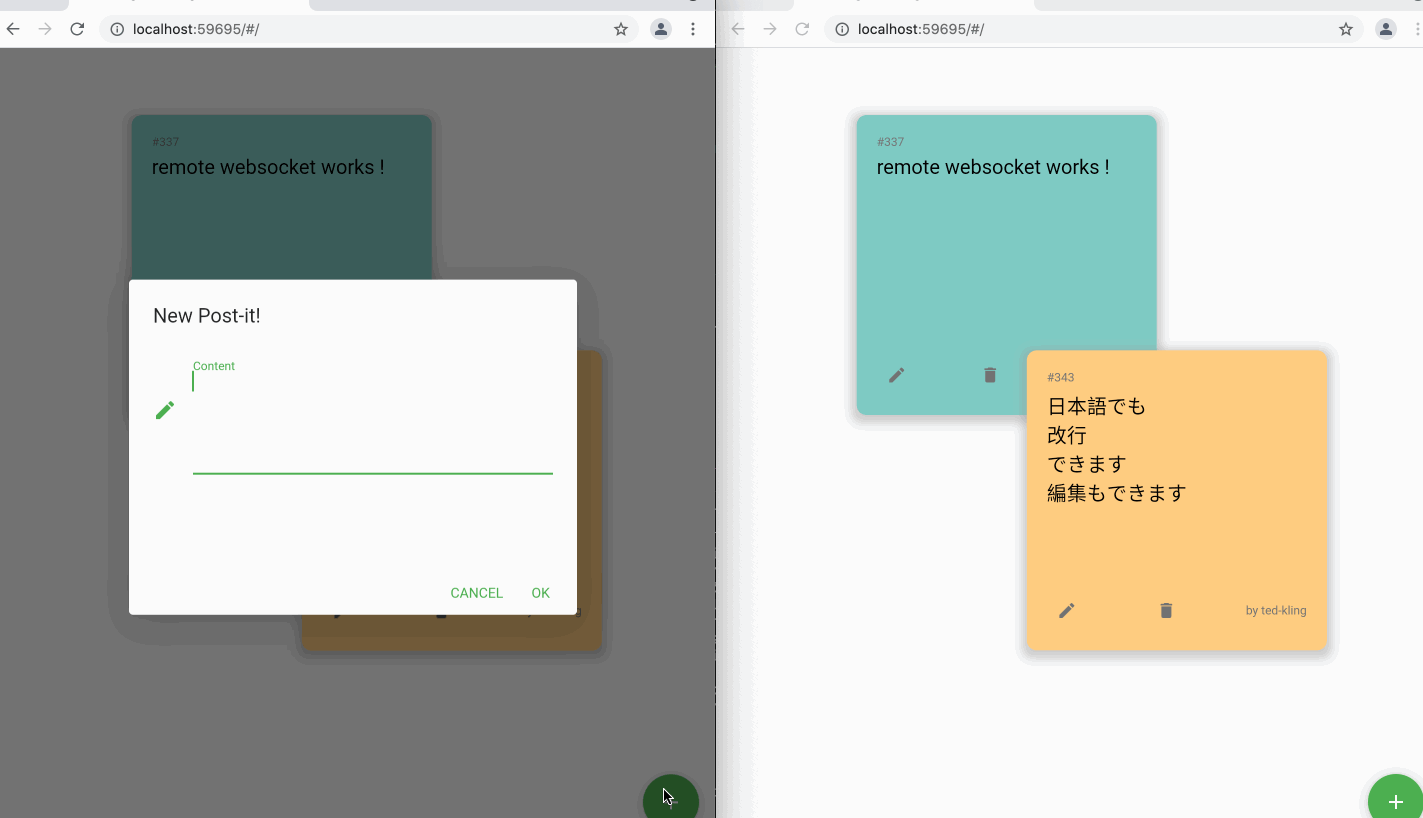 localhost:59695/#/
#337
remote websocket works !
New Post-it!
Content
CANCEL
OK
localhost:59695/#/
#337
remote websocket works !
#343
日本語でも
改行
できます
編集もできます
by ted-kling